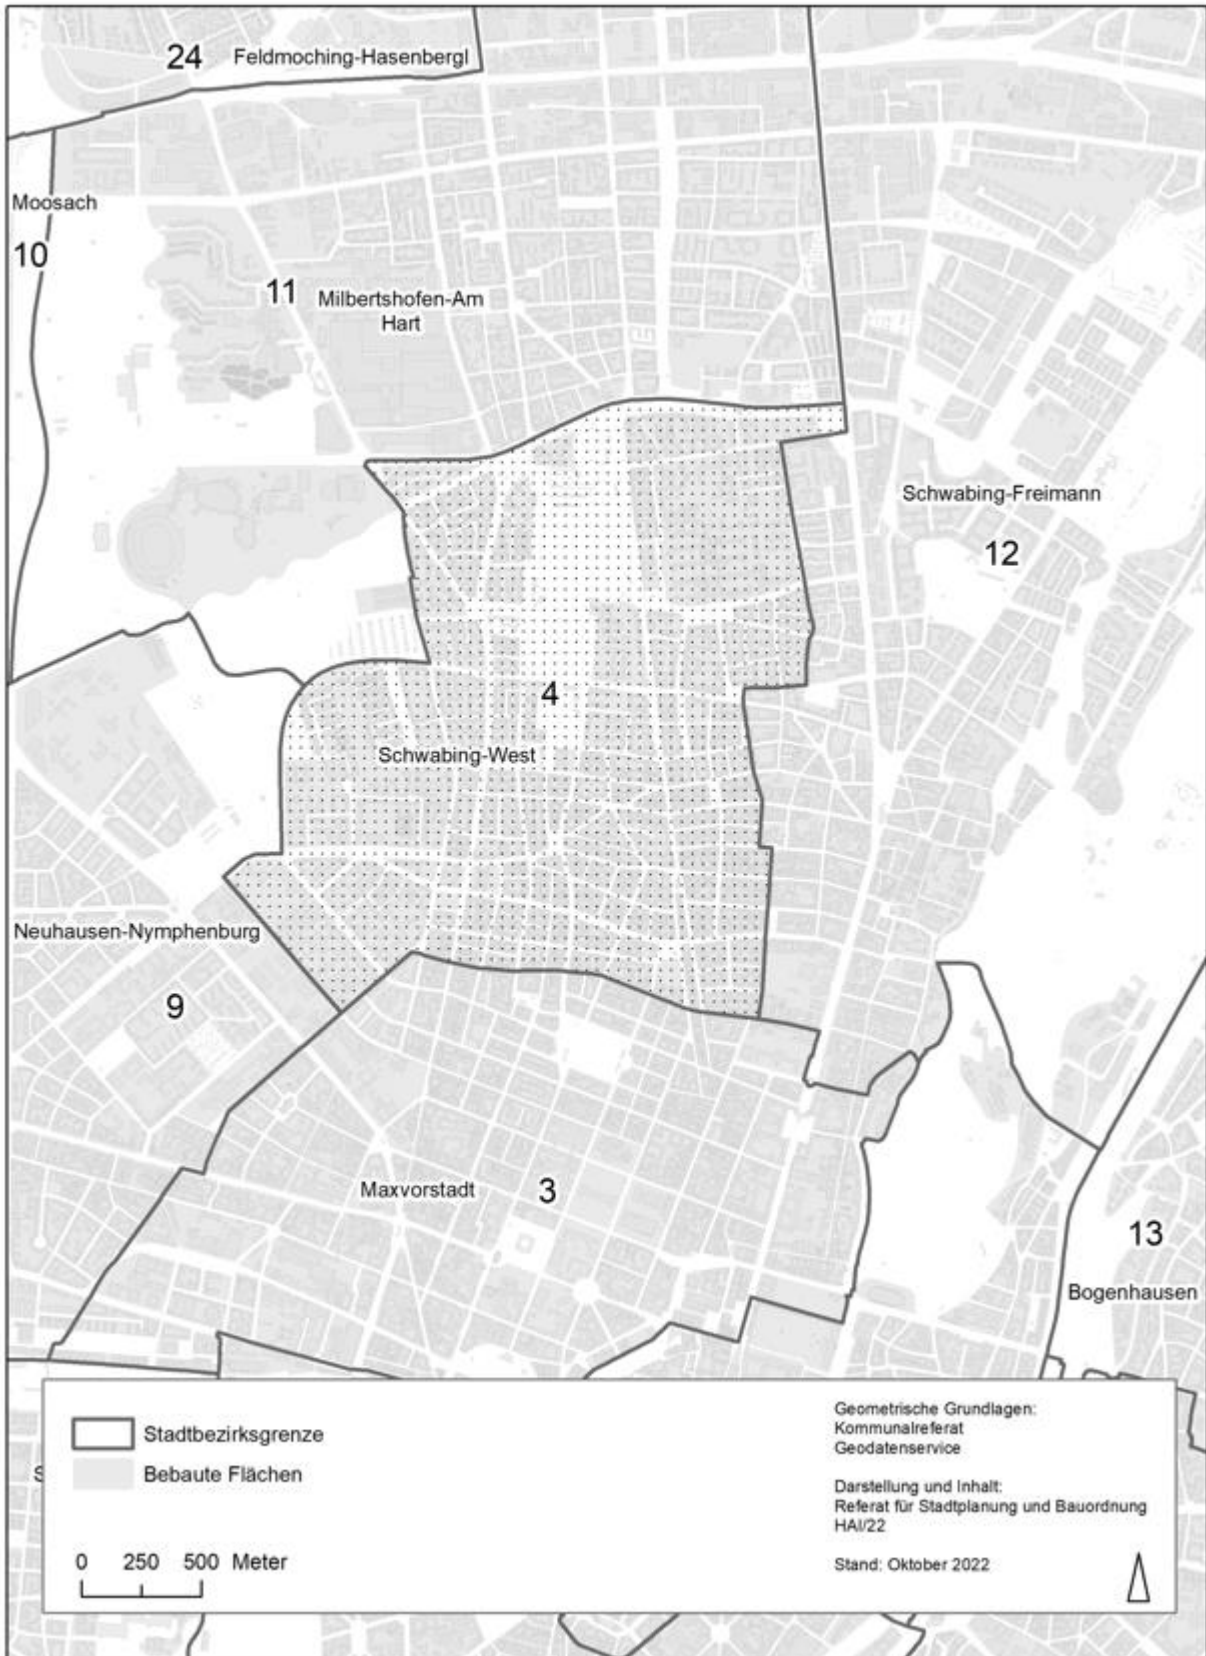 24 Feldmoching-Hasenbergl
Moosach
10
11
Milbertshofen-Am
Hart
Schwabing-Freimann
12
4
Schwabing-West
Neuhausen-Nymphenburg
9
Maxvorstadt 3
13
Bogenhausen
Stadtbezirksgrenze
Bebaute Flächen
0 250 500 Meter
Geometrische Grundlagen:
Kommunalreferat
Geodatenservice
Darstellung und Inhalt:
Referat für Stadtplanung und Bauordnung
HAI/22
Stand: Oktober 2022